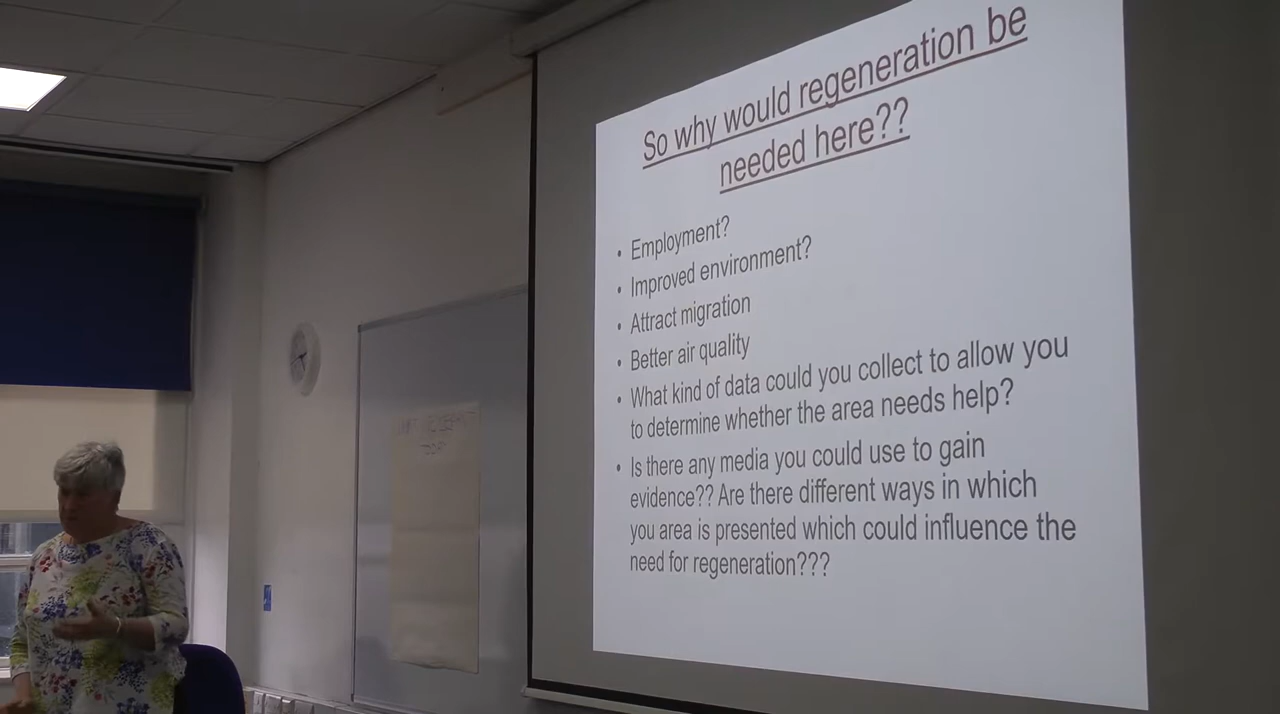 So why would regeneration be
needed here??
• Employment?
• Improved environment?
• Attract migration
• Better air quality
• What kind of data could you collect to allow you
to determine whether the area needs help?
• Is there any media you could use to gain
evidence?? Are there different ways in which
you area is presented which could influence the
need for regeneration???